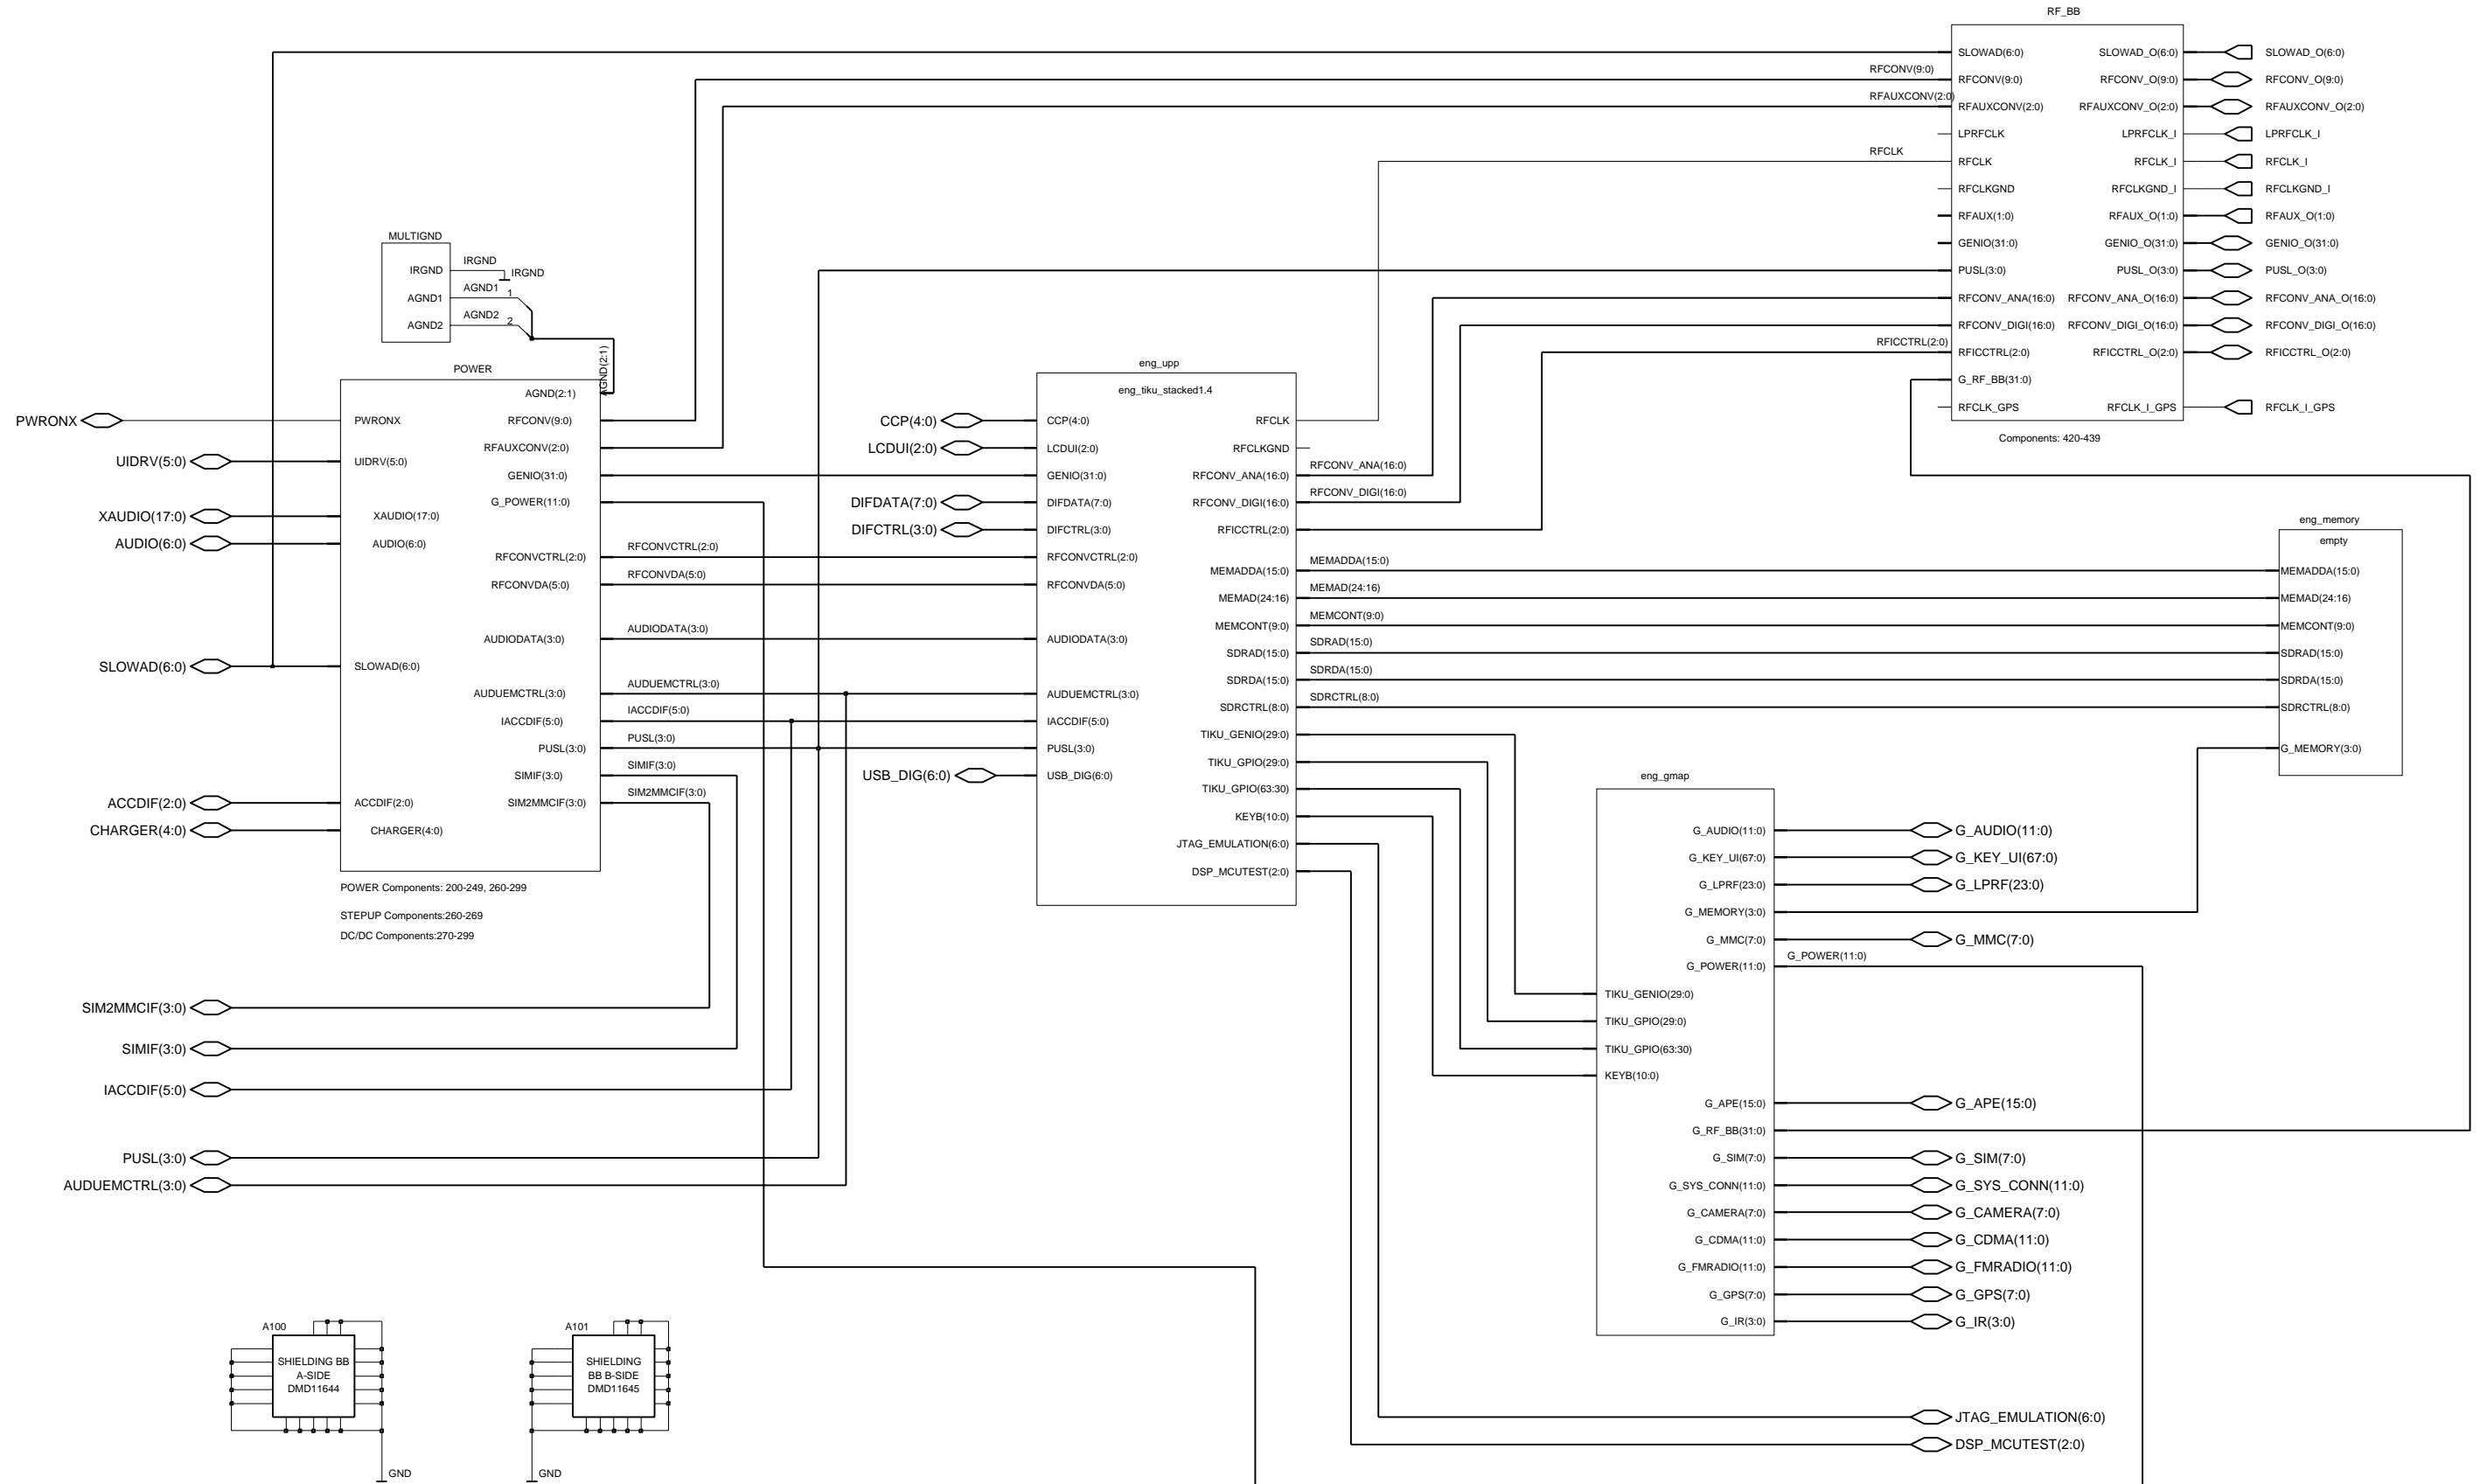 RF_BB
SLOWAD(6:0) SLOWAD_O(6:0) SLOWAD_O(6:0)
RFCONV(9:0) RFCONV(9:0) RFCONV_O(9:0) RFCONV_O(9:0)
RFAUXCONV(2:0) RFAUXCONV(2:0) RFAUXCONV_O(2:0) RFAUXCONV_O(2:0)
LPRFCLK LPRFCLK_I LPRFCLK_I
RFCLK RFCLK RFCLK_I RFCLK_I
RFCLKGND RFCLKGND_I RFCLKGND_I
RFAUX(1:0) RFAUX_O(1:0) RFAUX_O(1:0)
GENIO(31:0) GENIO_O(31:0) GENIO_O(31:0)
PUSL(3:0) PUSL_O(3:0) PUSL_O(3:0)
RFCONV_ANA(16:0) RFCONV_ANA_O(16:0) RFCONV_ANA_O(16:0)
RFCONV_DIGI(16:0) RFCONV_DIGI_O(16:0) RFCONV_DIGI_O(16:0)
RFICCTRL(2:0) RFICCTRL(2:0) RFICCTRL_O(2:0) RFICCTRL_O(2:0)
G_RF_BB(31:0)
RFCLK_GPS RFCLK_I_GPS RFCLK_I_GPS
Components: 420-439
MULTIGND
IRGND IRGND IRGND
AGND1 AGND1 1
AGND2 AGND2 2
AGND(2:1)
POWER
AGND(2:1)
PWRONX PWRONX RFCONV(9:0)
RFAUXCONV(2:0)
UIDRV(5:0) UIDRV(5:0)
GENIO(31:0)
G_POWER(11:0)
XAUDIO(17:0) XAUDIO(17:0)
AUDIO(6:0) AUDIO(6:0)
RFCONVCTRL(2:0) RFCONVCTRL(2:0)
RFCONVDA(5:0) RFCONVDA(5:0)
AUDIODATA(3:0) AUDIODATA(3:0)
SLOWAD(6:0) SLOWAD(6:0)
AUDUEMCTRL(3:0) AUDUEMCTRL(3:0)
IACCDIF(5:0) IACCDIF(5:0)
PUSL(3:0) PUSL(3:0)
SIMIF(3:0) SIMIF(3:0)
ACCDIF(2:0) ACCDIF(2:0) SIM2MMCIF(3:0) SIM2MMCIF(3:0)
CHARGER(4:0) CHARGER(4:0)
POWER Components: 200-249, 260-299
STEPUP Components:260-269
DC/DC Components:270-299
SIM2MMCIF(3:0)
SIMIF(3:0)
IACCDIF(5:0)
PUSL(3:0)
AUDUEMCTRL(3:0)
eng_upp
eng_tiku_stacked1.4
CCP(4:0) CCP(4:0) RFCLK
LCDUI(2:0) LCDUI(2:0) RFCLKGND
GENIO(31:0) RFCONV_ANA(16:0) RFCONV_ANA(16:0)
DIFDATA(7:0) DIFDATA(7:0) RFCONV_DIGI(16:0) RFCONV_DIGI(16:0)
DIFCTRL(3:0) DIFCTRL(3:0) RFICCTRL(2:0)
RFCONVCTRL(2:0)
MEMADDA(15:0) MEMADDA(15:0)
RFCONVDA(5:0)
MEMAD(24:16) MEMAD(24:16)
MEMCONT(9:0) MEMCONT(9:0)
AUDIODATA(3:0)
SDRAD(15:0) SDRAD(15:0)
SDRDA(15:0) SDRDA(15:0)
AUDUEMCTRL(3:0)
SDRCTRL(8:0) SDRCTRL(8:0)
IACCDIF(5:0)
TIKU_GENIO(29:0)
PUSL(3:0)
TIKU_GPIO(29:0)
USB_DIG(6:0) USB_DIG(6:0)
TIKU_GPIO(63:30)
KEYB(10:0)
JTAG_EMULATION(6:0)
DSP_MCUTEST(2:0)
eng_memory
empty
MEMADDA(15:0)
MEMAD(24:16)
MEMCONT(9:0)
SDRAD(15:0)
SDRDA(15:0)
SDRCTRL(8:0)
G_MEMORY(3:0)
eng_gmap
G_AUDIO(11:0) G_AUDIO(11:0)
G_KEY_UI(67:0) G_KEY_UI(67:0)
G_LPRF(23:0) G_LPRF(23:0)
G_MEMORY(3:0)
G_MMC(7:0) G_MMC(7:0)
G_POWER(11:0) G_POWER(11:0)
TIKU_GENIO(29:0)
TIKU_GPIO(29:0)
TIKU_GPIO(63:30)
KEYB(10:0)
G_APE(15:0) G_APE(15:0)
G_RF_BB(31:0)
G_SIM(7:0) G_SIM(7:0)
G_SYS_CONN(11:0) G_SYS_CONN(11:0)
G_CAMERA(7:0) G_CAMERA(7:0)
G_CDMA(11:0) G_CDMA(11:0)
G_FMRADIO(11:0) G_FMRADIO(11:0)
G_GPS(7:0) G_GPS(7:0)
G_IR(3:0) G_IR(3:0)
JTAG_EMULATION(6:0)
DSP_MCUTEST(2:0)
A100
SHIELDING BB
A-SIDE
DMD11644
GND
A101
SHIELDING
BB B-SIDE
DMD11645
GND